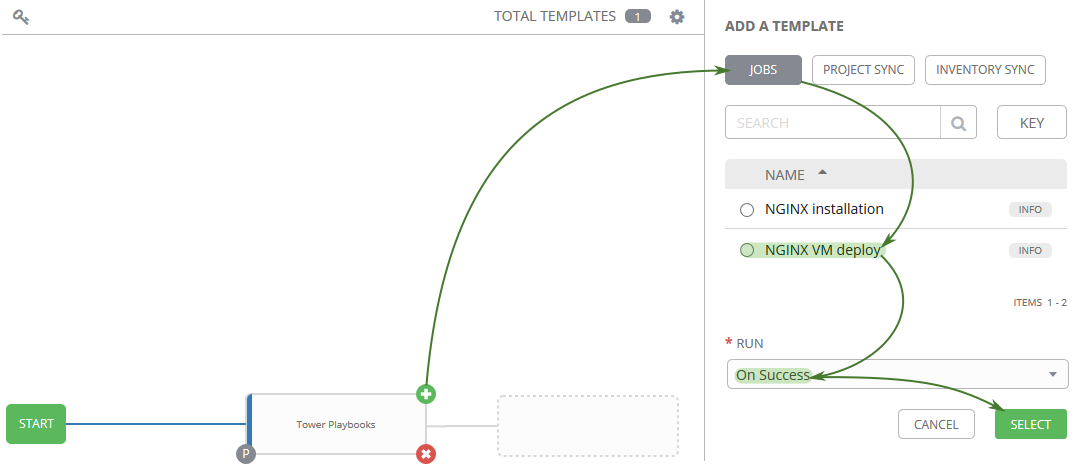 TOTAL TEMPLATES 1
ADD A TEMPLATE
JOBS PROJECT SYNC INVENTORY SYNC
SEARCH KEY
NAME
NGINX installation INFO
NGINX VM deploy INFO
ITEMS 1 - 2
* RUN
On Success
CANCEL SELECT
START
Tower Playbooks
P